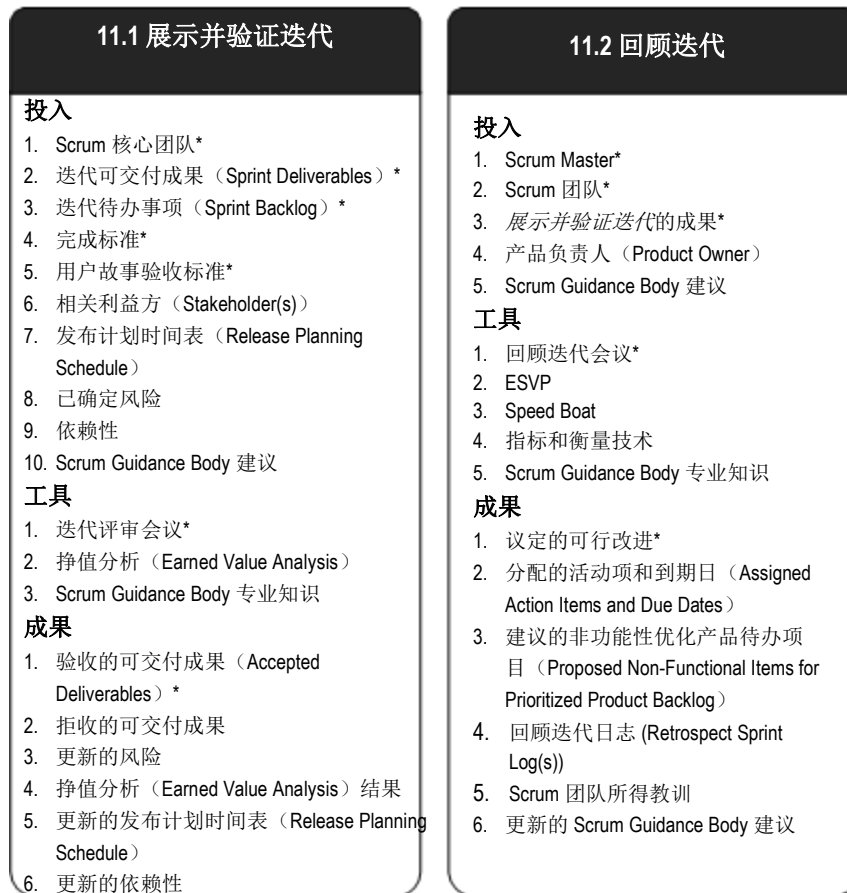 11.1 展示并验证迭代
投入
1. Scrum 核心团队*
2. 迭代可交付成果（Sprint Deliverables）*
3. 迭代待办事项（Sprint Backlog）*
4. 完成标准*
5. 用户故事验收标准*
6. 相关利益方（Stakeholder(s)）
7. 发布计划时间表（Release Planning
Schedule）
8. 已确定风险
9. 依赖性
10. Scrum Guidance Body 建议
工具
1. 迭代评审会议*
2. 挣值分析（Earned Value Analysis）
3. Scrum Guidance Body 专业知识
成果
1. 验收的可交付成果（Accepted
Deliverables）*
2. 拒收的可交付成果
3. 更新的风险
4. 挣值分析（Earned Value Analysis）结果
5. 更新的发布计划时间表（Release Planning
Schedule）
6. 更新的依赖性
11.2 回顾迭代
投入
1. Scrum Master*
2. Scrum 团队*
3. 展示并验证迭代的成果*
4. 产品负责人（Product Owner）
5. Scrum Guidance Body 建议
工具
1. 回顾迭代会议*
2. ESVP
3. Speed Boat
4. 指标和衡量技术
5. Scrum Guidance Body 专业知识
成果
1. 议定的可行改进*
2. 分配的活动项和到期日（Assigned
Action Items and Due Dates）
3. 建议的非功能性优化产品待办项
目（Proposed Non-Functional Items for
Prioritized Product Backlog）
4. 回顾迭代日志 (Retrospect Sprint
Log(s))
5. Scrum 团队所得教训
6. 更新的 Scrum Guidance Body 建议